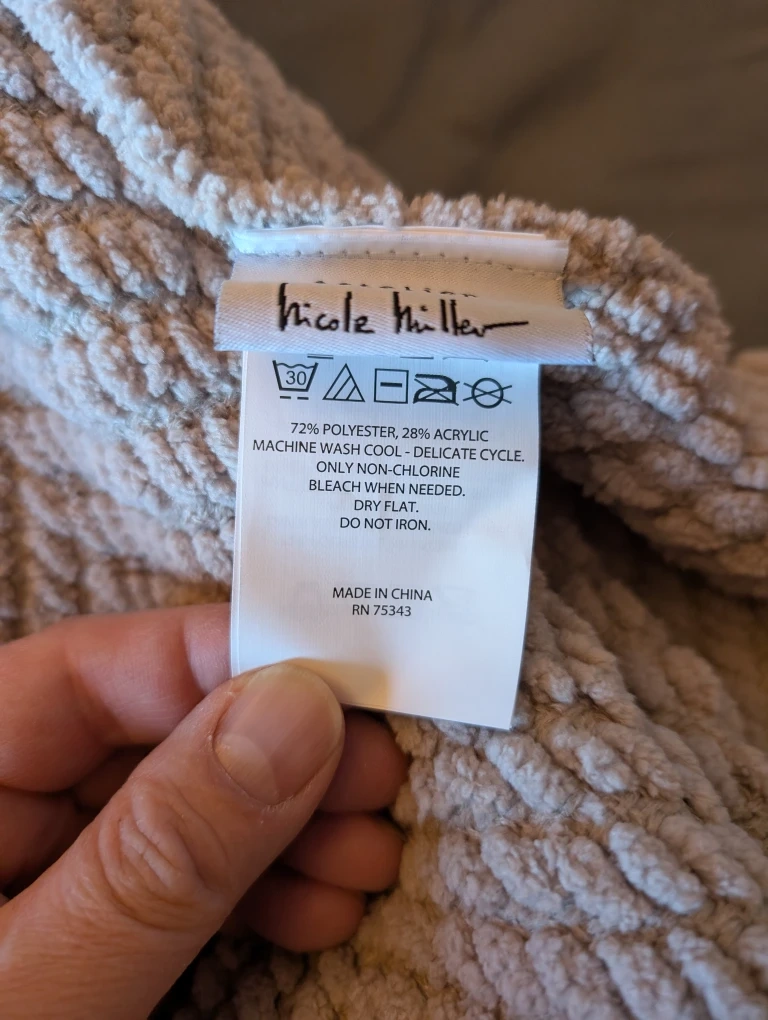 Nicole Miller
30
72% POLYESTER, 28% ACRYLIC
MACHINE WASH COOL - DELICATE CYCLE.
ONLY NON-CHLORINE
BLEACH WHEN NEEDED.
DRY FLAT.
DO NOT IRON.
MADE IN CHINA
RN 75343